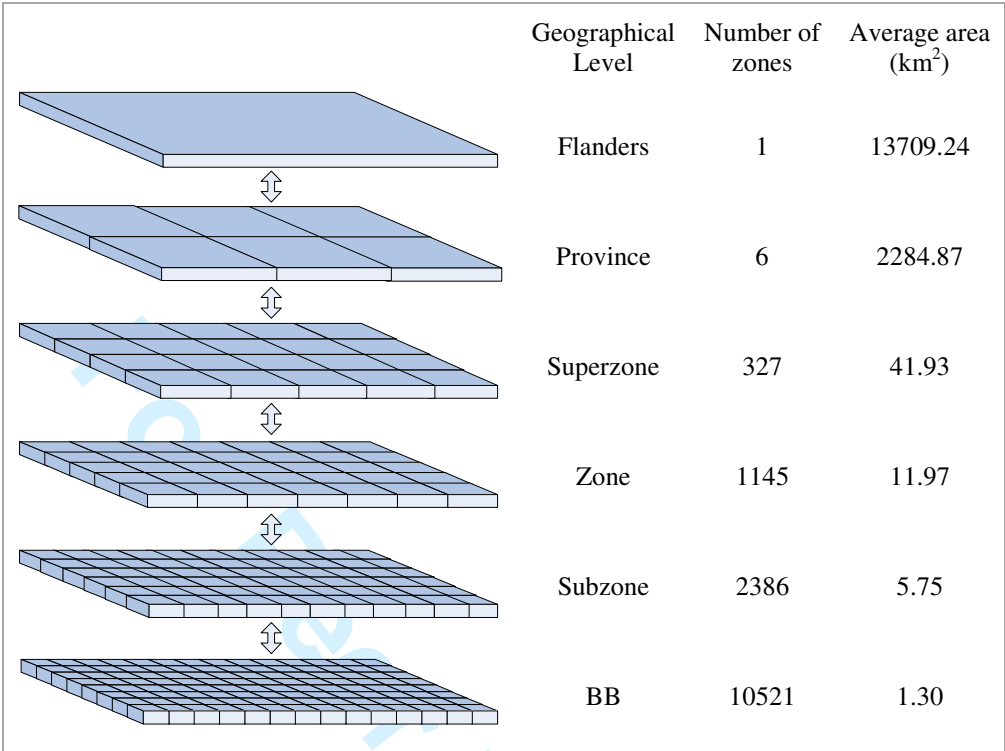 Geographical Level Number of zones Average area (km²)
Flanders 1 13709.24
Province 6 2284.87
Superzone 327 41.93
Zone 1145 11.97
Subzone 2386 5.75
BB 10521 1.30